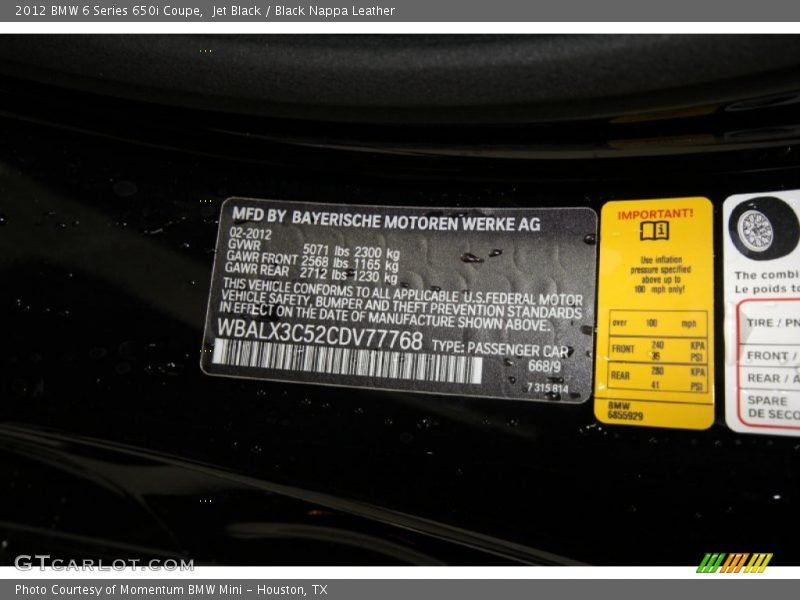 2012 BMW 6 Series 650i Coupe, Jet Black / Black Nappa Leather
MFD BY BAYERISCHE MOTOREN WERKE AG
02-2012
GVWR 5071 lbs 2300 kg
GAWR FRONT 2568 lbs 1165 kg
GAWR REAR 2712 lbs 1230 kg
THIS VEHICLE CONFORMS TO ALL APPLICABLE U.S.FEDERAL MOTOR
VEHICLE SAFETY, BUMPER AND THEFT PREVENTION STANDARDS
IN EFFECT ON THE DATE OF MANUFACTURE SHOWN ABOVE.
WBALX3C52CDV77768 TYPE: PASSENGER CAR
668/9
7 315 814
IMPORTANT!
Use inflation
pressure specified
above up to
100 mph only!
over 100 mph
FRONT 240 KPA
35 PSI
REAR 280 KPA
41 PSI
BMW
6855929
The combi
Le poids to
TIRE / PN
FRONT /
REAR / A
SPARE
DE SECO
GTCARLOT.COM
Photo Courtesy of Momentum BMW Mini - Houston, TX